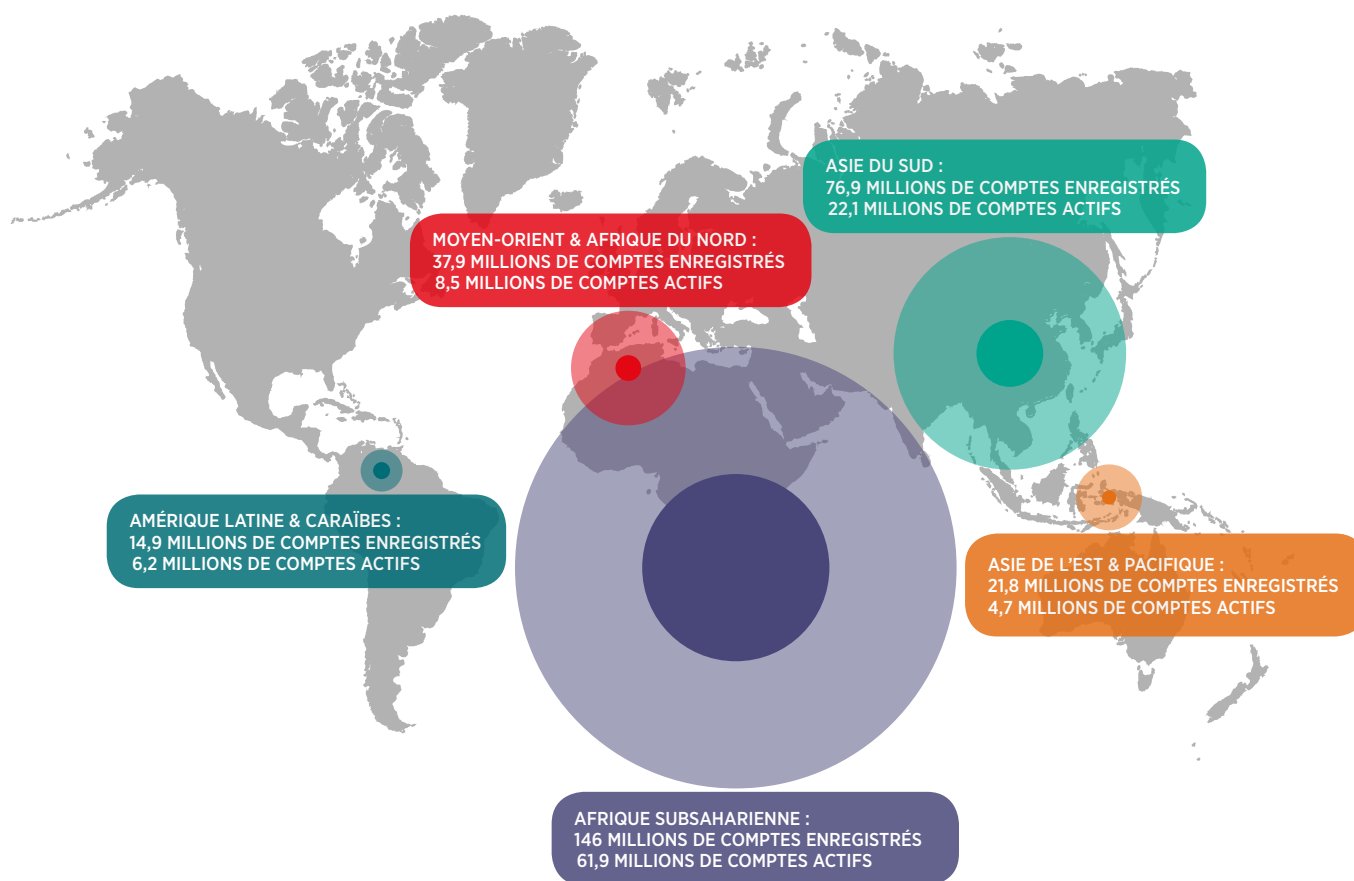 ASIE DU SUD :
76,9 MILLIONS DE COMPTES ENREGISTRÉS
22,1 MILLIONS DE COMPTES ACTIFS
MOYEN-ORIENT & AFRIQUE DU NORD :
37,9 MILLIONS DE COMPTES ENREGISTRÉS
8,5 MILLIONS DE COMPTES ACTIFS
AMÉRIQUE LATINE & CARAÏBES :
14,9 MILLIONS DE COMPTES ENREGISTRÉS
6,2 MILLIONS DE COMPTES ACTIFS
ASIE DE L'EST & PACIFIQUE :
21,8 MILLIONS DE COMPTES ENREGISTRÉS
4,7 MILLIONS DE COMPTES ACTIFS
AFRIQUE SUBSAHARIENNE :
146 MILLIONS DE COMPTES ENREGISTRÉS
61,9 MILLIONS DE COMPTES ACTIFS